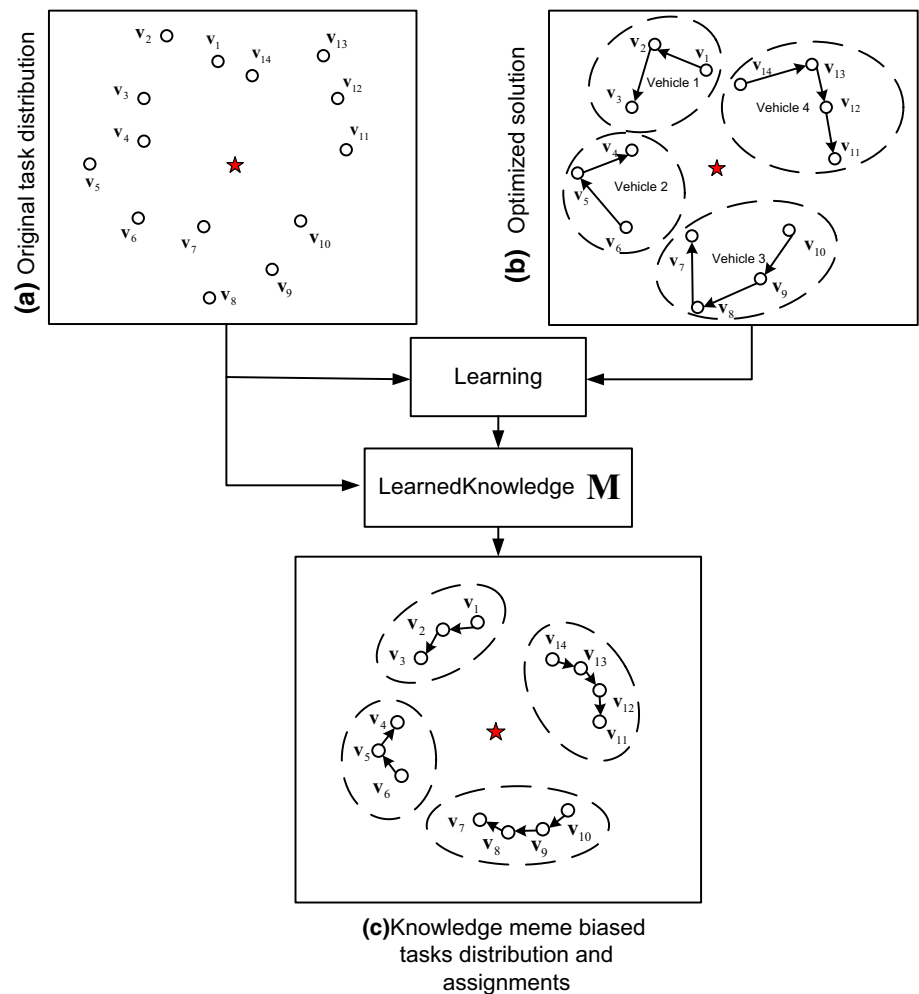 (a) Original task distribution
v2
v1
v14
v13
v3
v12
v4
v11
v5
v6
v7
v10
v9
v8
(b) Optimized solution
v2
v1
Vehicle 1
v3
v14
v13
Vehicle 4
v12
v11
v4
Vehicle 2
v5
v6
v7
Vehicle 3
v10
v9
v8
Learning
LearnedKnowledge M
v1
v2
v3
v14
v13
v12
v11
v4
v5
v6
v7
v8
v9
v10
(c)Knowledge meme biased
tasks distribution and
assignments